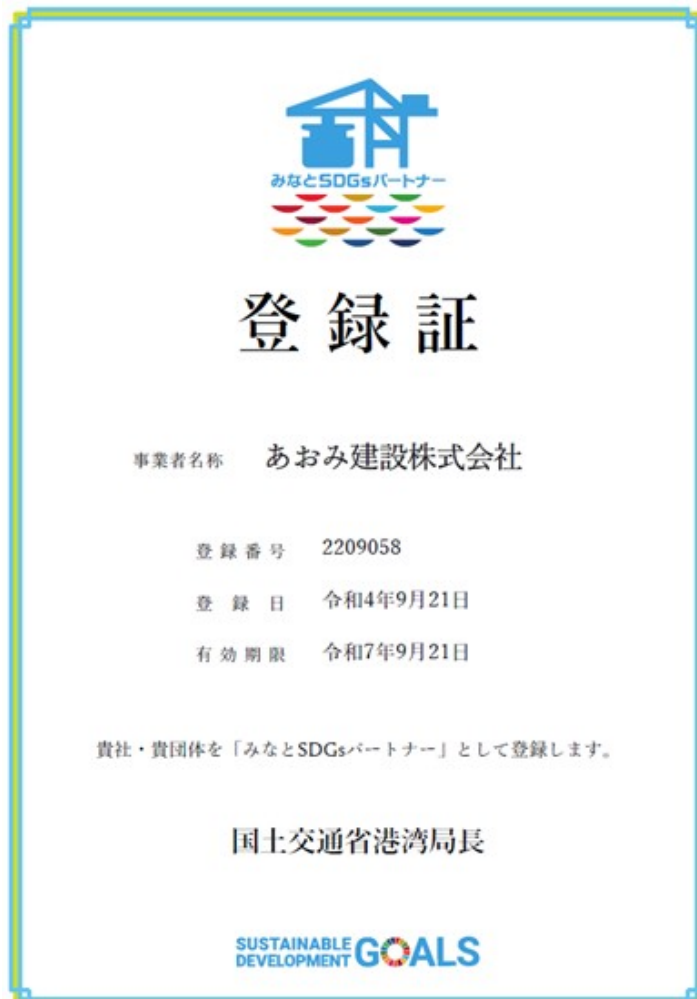 みなとSDGsパートナー
登録証
事業者名称 あおみ建設株式会社
登録番号 2209058
登録日 令和4年9月21日
有効期限 令和7年9月21日
貴社・貴団体を「みなとSDGsパートナー」として登録します。
国土交通省港湾局長
SUSTAINABLE
DEVELOPMENT GOALS